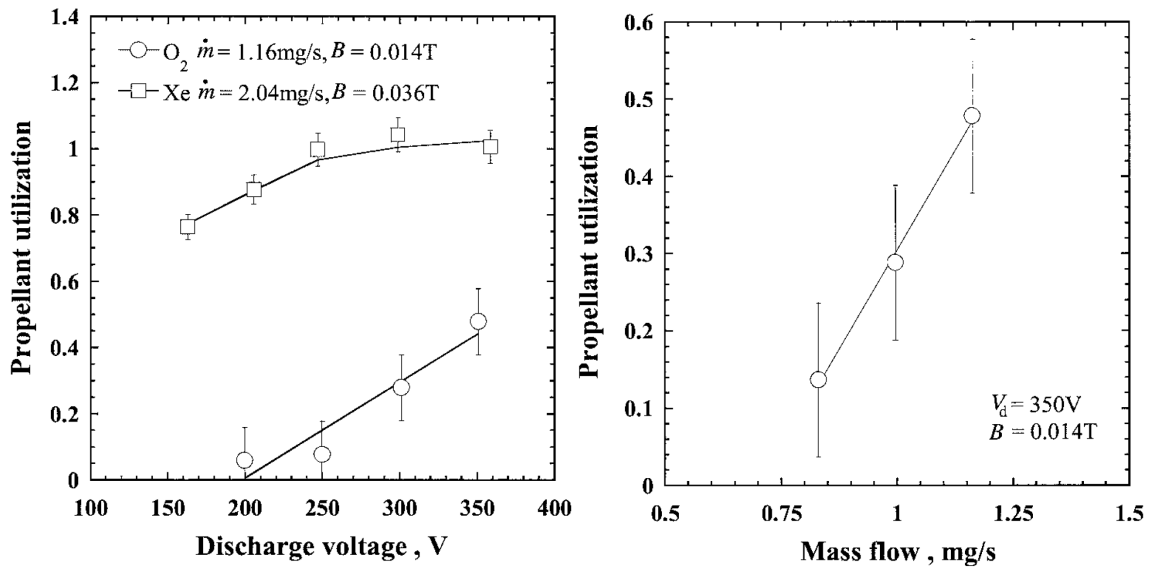 1.4
1.2
1
0.8
0.6
0.4
0.2
0
O2 ṁ = 1.16mg/s, B = 0.014T
Xe ṁ = 2.04mg/s, B = 0.036T
Propellant utilization
100 150 200 250 300 350 400
Discharge voltage , V
0.6
0.5
0.4
0.3
0.2
0.1
0
Propellant utilization
Vd = 350V
B = 0.014T
0.5 0.75 1 1.25 1.5
Mass flow , mg/s